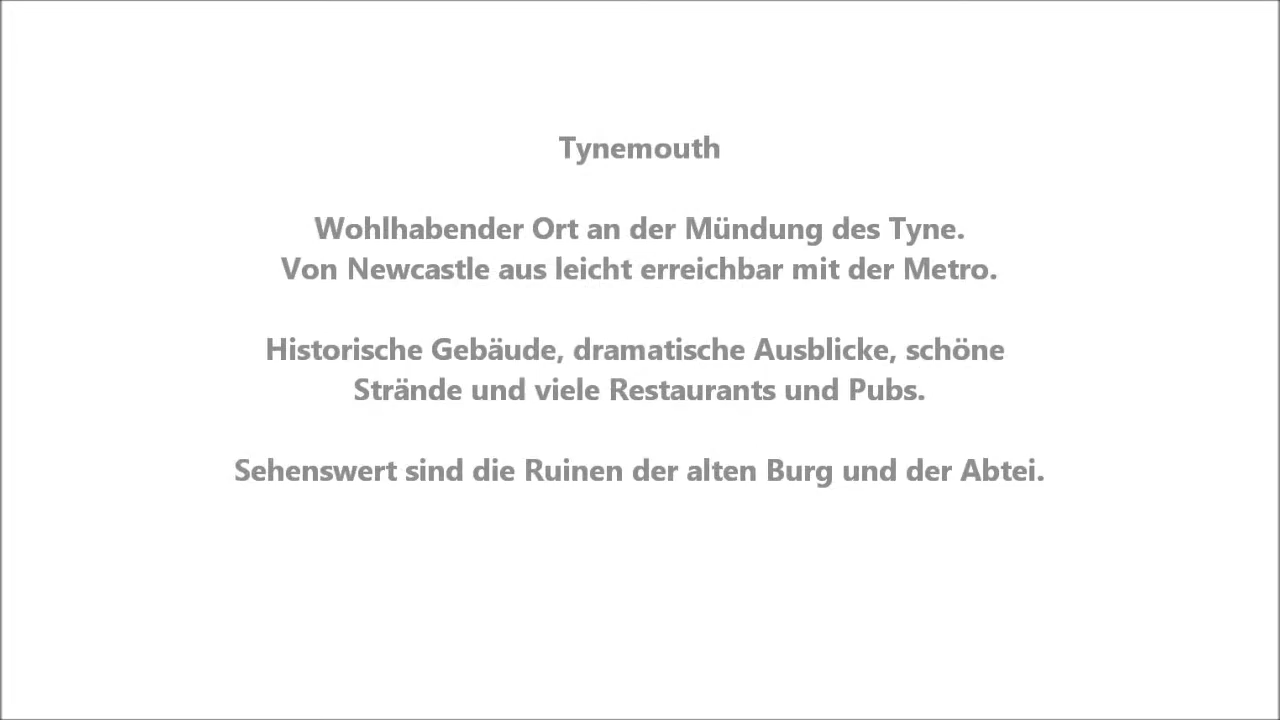 Tynemouth
Wohlhabender Ort an der Mündung des Tyne.
Von Newcastle aus leicht erreichbar mit der Metro.
Historische Gebäude, dramatische Ausblicke, schöne
Strände und viele Restaurants und Pubs.
Sehenswert sind die Ruinen der alten Burg und der Abtei.